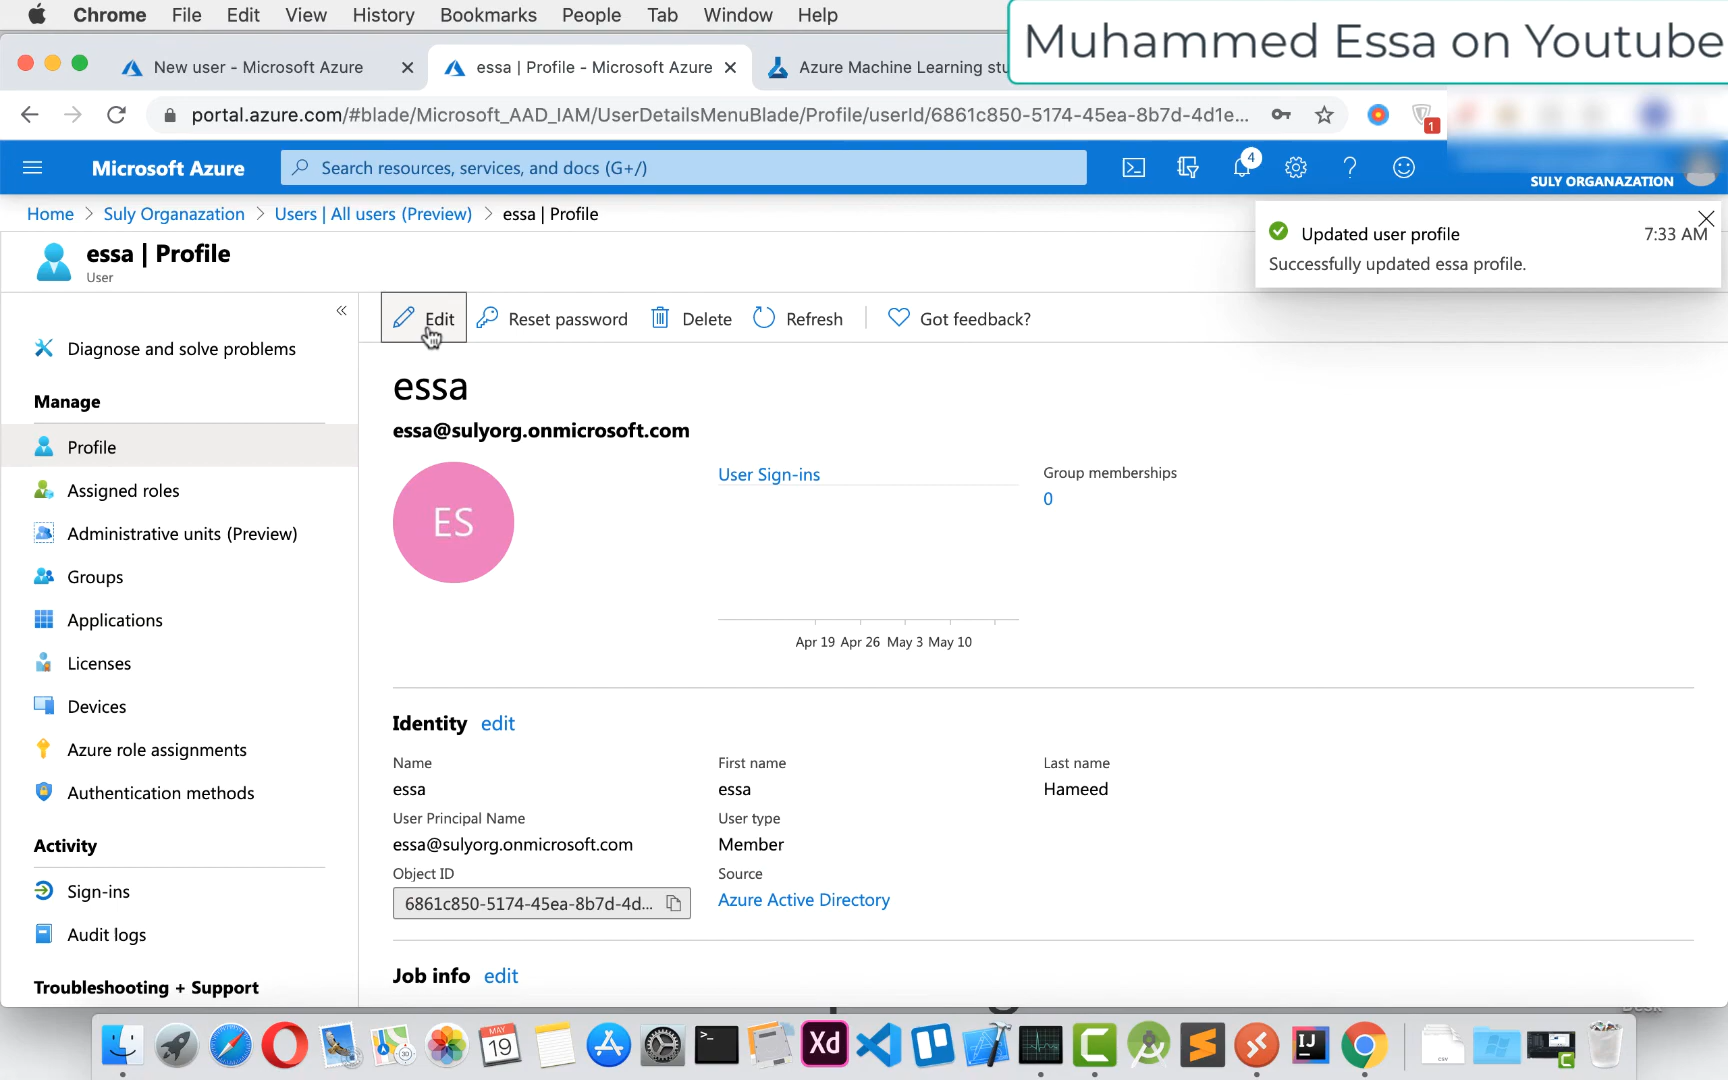 Chrome File Edit View History Bookmarks People Tab Window Help
Muhammed Essa on Youtube
New user - Microsoft Azure
essa | Profile - Microsoft Azure
Azure Machine Learning stu
portal.azure.com/#blade/Microsoft_AAD_IAM/UserDetailsMenuBlade/Profile/userId/6861c850-5174-45ea-8b7d-4d1e...
1
Microsoft Azure
Search resources, services, and docs (G+/)
4
SULY ORGANAZATION
Home > Suly Organazation > Users | All users (Preview) > essa | Profile
essa | Profile
User
Updated user profile 7:33 AM
Successfully updated essa profile.
Edit Reset password Delete Refresh Got feedback?
Diagnose and solve problems
Manage
Profile
Assigned roles
Administrative units (Preview)
Groups
Applications
Licenses
Devices
Azure role assignments
Authentication methods
Activity
Sign-ins
Audit logs
Troubleshooting + Support
essa
essa@sulyorg.onmicrosoft.com
ES
User Sign-ins
Group memberships
0
Apr 19 Apr 26 May 3 May 10
Identity edit
Name First name Last name
essa essa Hameed
User Principal Name User type
essa@sulyorg.onmicrosoft.com Member
Object ID Source
6861c850-5174-45ea-8b7d-4d... Azure Active Directory
Job info edit
MAY
19
Xd
IJ